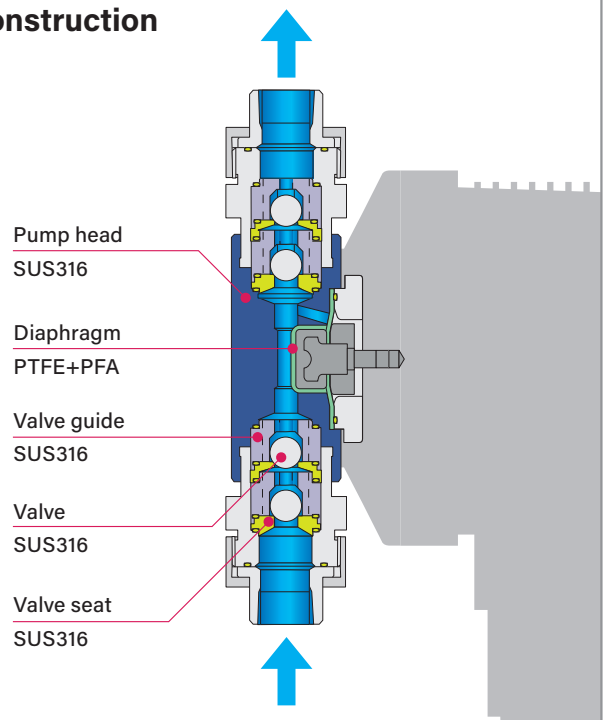 onstruction
Pump head
SUS316
Diaphragm
PTFE+PFA
Valve guide
SUS316
Valve
SUS316
Valve seat
SUS316